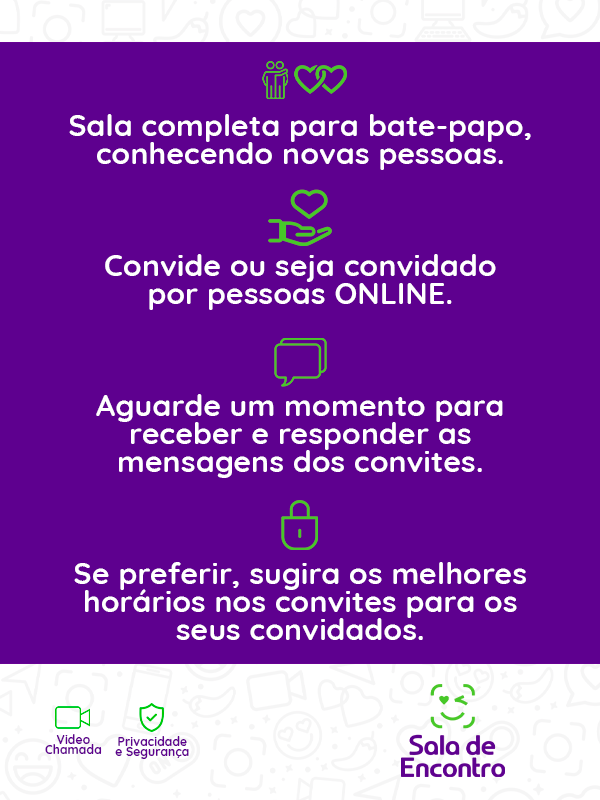 Sala completa para bate-papo,
conhecendo novas pessoas.
Convide ou seja convidado
por pessoas ONLINE.
Aguarde um momento para
receber e responder as
mensagens dos convites.
Se preferir, sugira os melhores
horários nos convites para os
seus convidados.
Video
Chamada
Privacidade
e Segurança
Sala de
Encontro